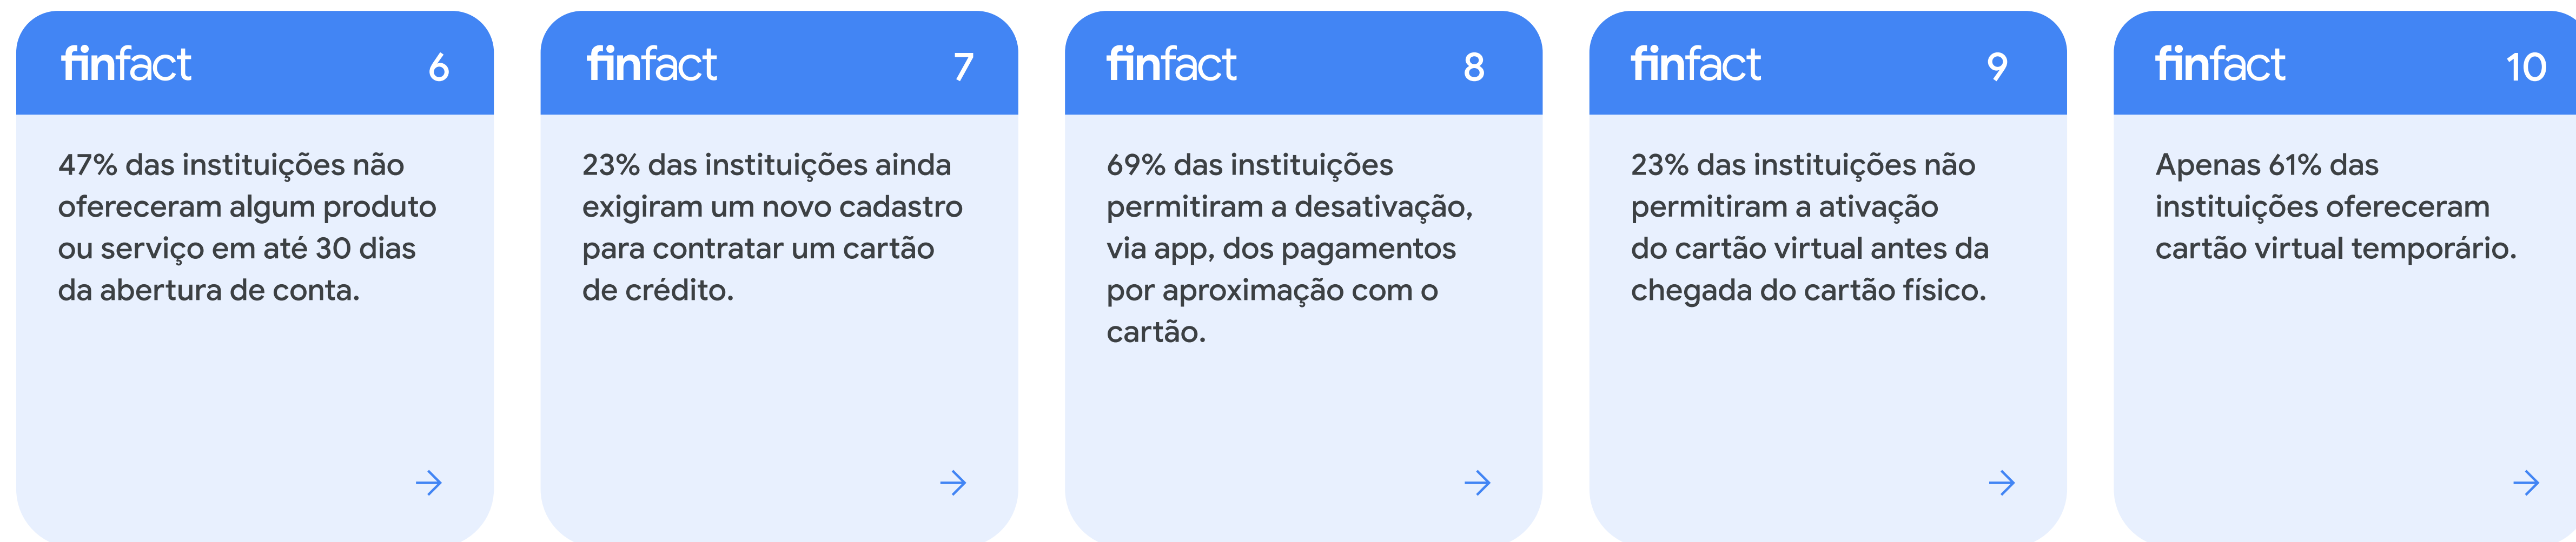 finfact 6
47% das instituições não
ofereceram algum produto
ou serviço em até 30 dias
da abertura de conta.
finfact 7
23% das instituições ainda
exigiram um novo cadastro
para contratar um cartão
de crédito.
finfact 8
69% das instituições
permitiram a desativação,
via app, dos pagamentos
por aproximação com o
cartão.
finfact 9
23% das instituições não
permitiram a ativação
do cartão virtual antes da
chegada do cartão físico.
finfact 10
Apenas 61% das
instituições ofereceram
cartão virtual temporário.